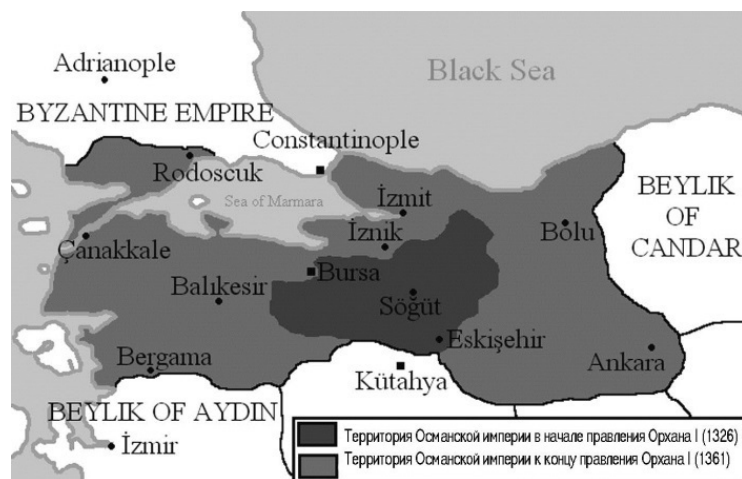 Adrianople
Black Sea
BYZANTINE EMPIRE
Constantinople
Rodoscuk
Sea of Marmara
İzmit
İznik
Bolu
BEYLIK
OF
CANDAR
Çanakkale
Bursa
Balıkesir
Söğüt
Eskişehir
Bergama
Ankara
Kütahya
BEYLIK OF AYDIN
İzmir
Территория Османской империи в начале правления Орхана I (1326)
Территория Османской империи к концу правления Орхана I (1361)